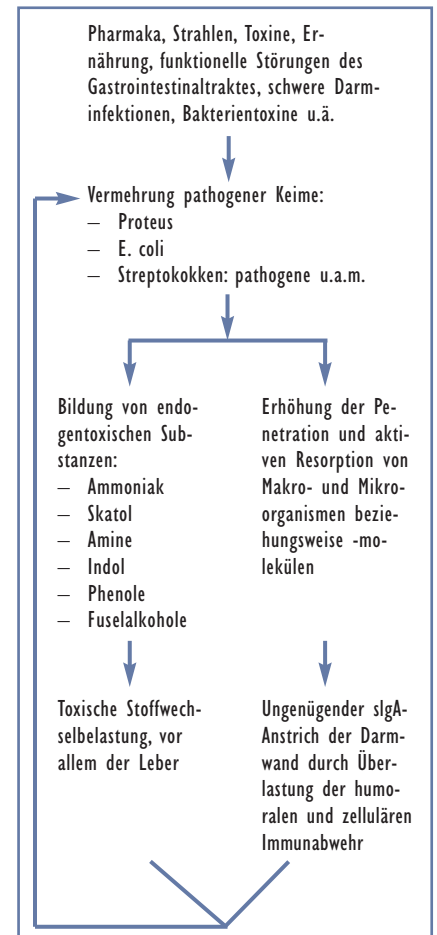 Pharmaka, Strahlen, Toxine, Er-
nährung, funktionelle Störungen des
Gastrointestinaltraktes, schwere Darm-
infektionen, Bakterientoxine u.ä.
Vermehrung pathogener Keime:
– Proteus
– E. coli
– Streptokokken: pathogene u.a.m.
Bildung von endo-
gentoxischen Sub-
stanzen:
– Ammoniak
– Skatol
– Amine
– Indol
– Phenole
– Fuselalkohole
Erhöhung der Pe-
netration und akti-
ven Resorption von
Makro- und Mikro-
organismen bezie-
hungsweise -mo-
lekülen
Toxische Stoffwech-
selbelastung, vor
allem der Leber
Ungenügender sIgA-
Anstrich der Darm-
wand durch Über-
lastung der humo-
ralen und zellulären
Immunabwehr